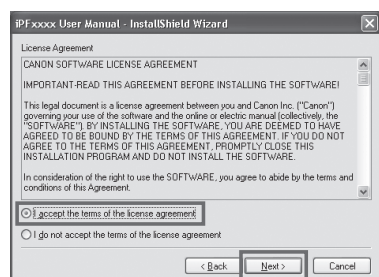 iPFxxxx User Manual - InstallShield Wizard
License Agreement
CANON SOFTWARE LICENSE AGREEMENT
IMPORTANT-READ THIS AGREEMENT BEFORE INSTALLING THE SOFTWARE!
This legal document is a license agreement between you and Canon Inc. ("Canon")
governing your use of the software and the online or electric manual (collectively, the
"SOFTWARE"). BY INSTALLING THE SOFTWARE, YOU ARE DEEMED TO HAVE
AGREED TO BE BOUND BY THE TERMS OF THIS AGREEMENT. IF YOU DO NOT
AGREE TO THE TERMS OF THIS AGREEMENT, PROMPTLY CLOSE THIS
INSTALLATION PROGRAM AND DO NOT INSTALL THE SOFTWARE.
In consideration of the right to use the SOFTWARE, you agree to abide by the terms and
conditions of this Agreement.
I accept the terms of the license agreement
I do not accept the terms of the license agreement
< Back Next > Cancel